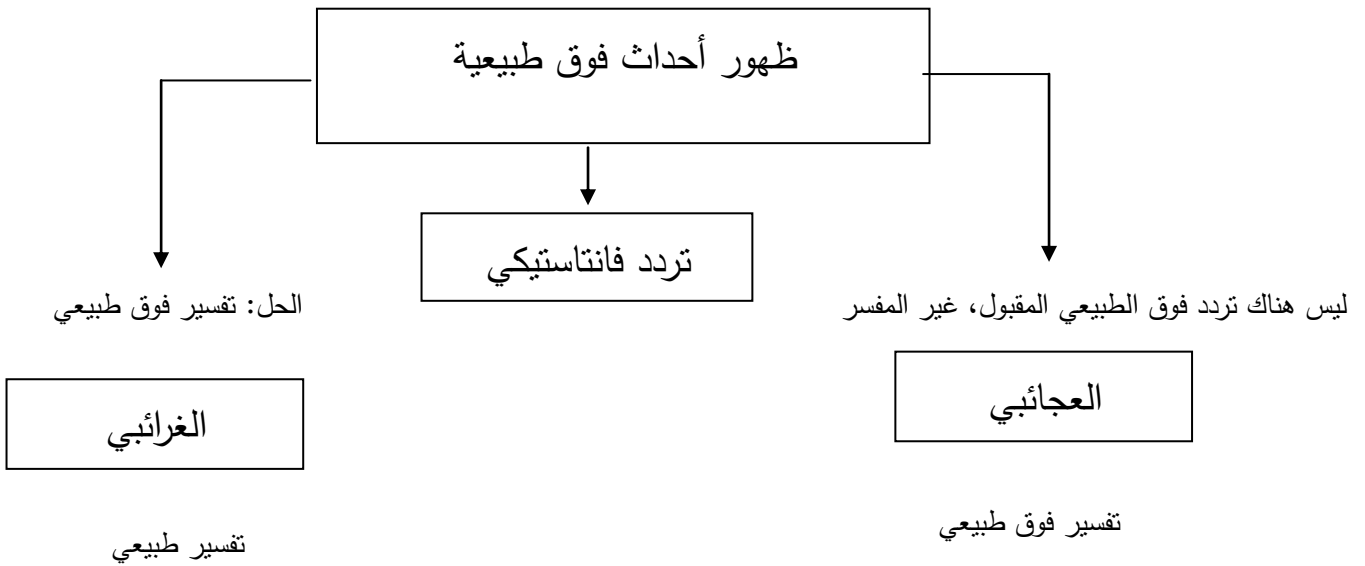 ظهور أحداث فوق طبيعية
تردد فانتاستيكي
ليس هناك تردد فوق الطبيعي المقبول، غير المفسر
الحل: تفسير فوق طبيعي
العجائبي
الغرائبي
تفسير فوق طبيعي
تفسير طبيعي